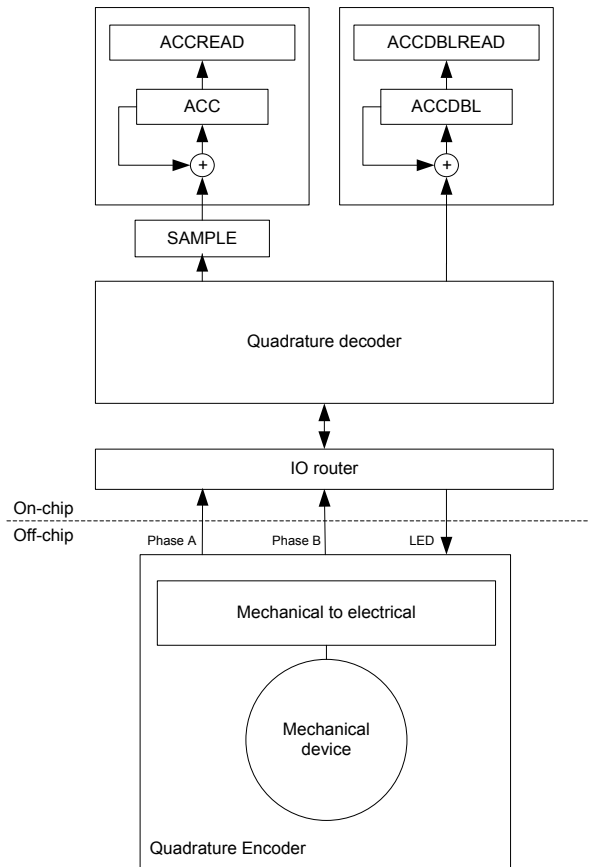 ACCREAD
ACCDBLREAD
ACC
ACCDBL
+
+
SAMPLE
Quadrature decoder
IO router
On-chip
Off-chip
Phase A
Phase B
LED
Mechanical to electrical
Mechanical
device
Quadrature Encoder